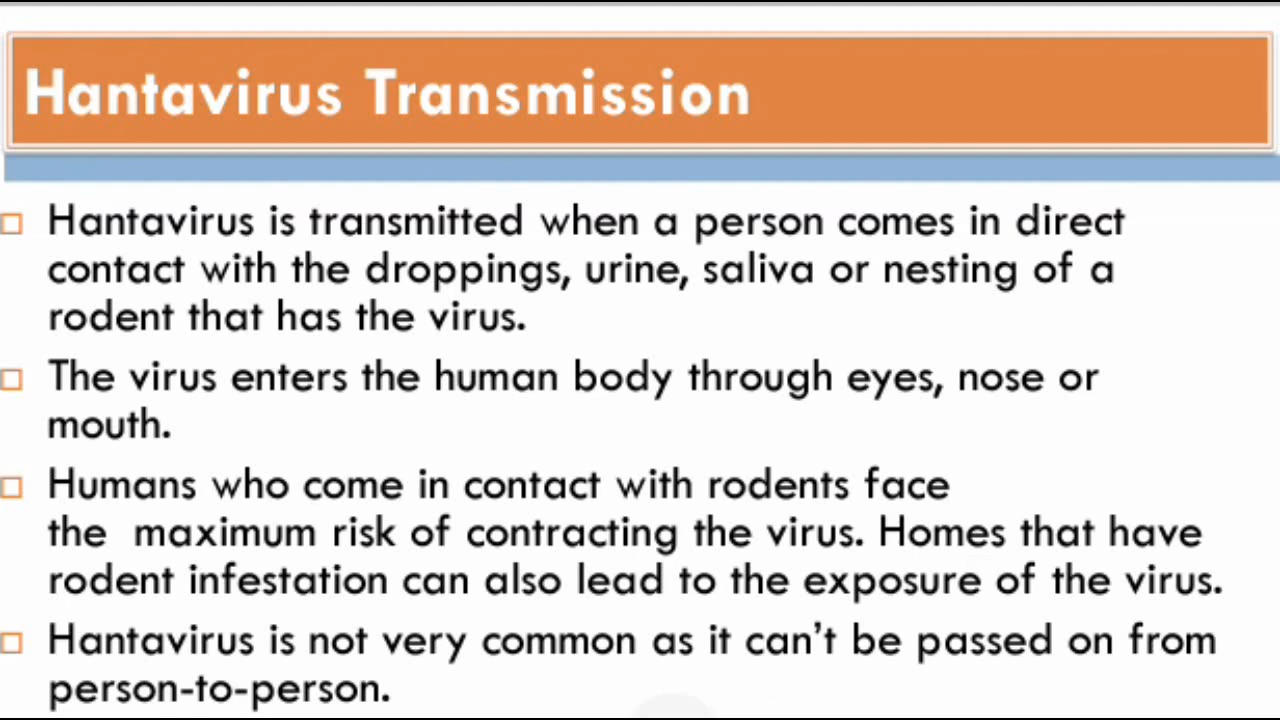 Hantavirus Transmission
Hantavirus is transmitted when a person comes in direct
contact with the droppings, urine, saliva or nesting of a
rodent that has the virus.
The virus enters the human body through eyes, nose or
mouth.
Humans who come in contact with rodents face
the  maximum risk of contracting the virus. Homes that have
rodent infestation can also lead to the exposure of the virus.
Hantavirus is not very common as it can't be passed on from
person-to-person.